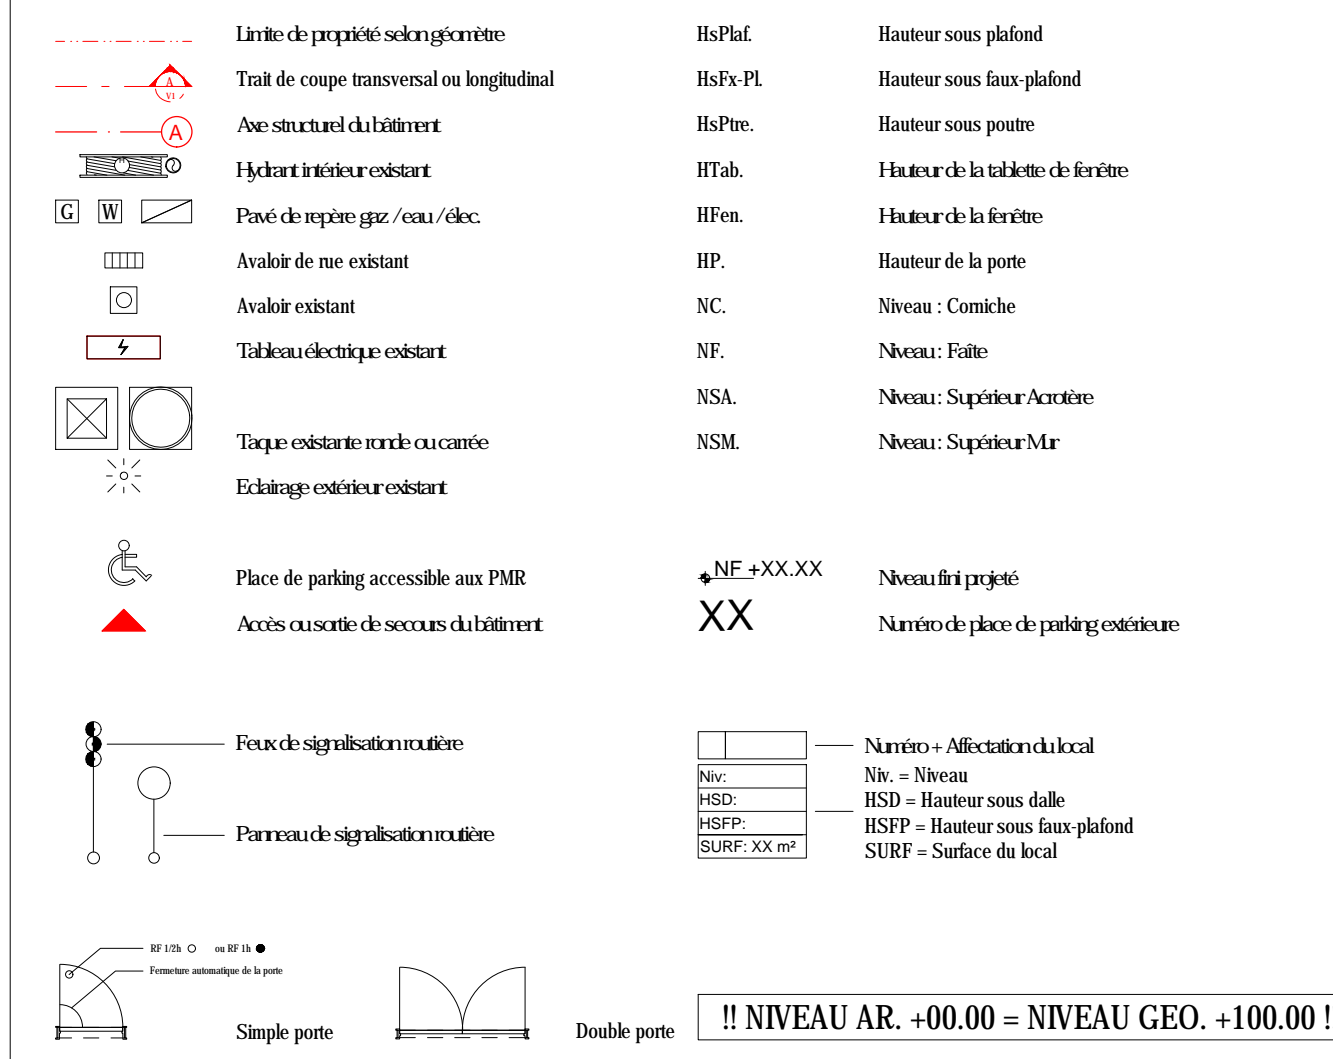 Limite de propriété selon géomètre
A
V1
Trait de coupe transversal ou longitudinal
A
Axe structurel du bâtiment
H
Hydrant intérieur existant
G W
Pavé de repère gaz / eau / élec.
Avaloir de rue existant
Avaloir existant
Tableau électrique existant
Taque existante ronde ou carrée
Eclairage extérieur existant
Place de parking accessible aux PMR
Accès ou sortie de secours du bâtiment
HsPlaf. Hauteur sous plafond
HsFx-Pl. Hauteur sous faux-plafond
HsPtre. Hauteur sous poutre
HTab. Hauteur de la tablette de fenêtre
HFen. Hauteur de la fenêtre
HP. Hauteur de la porte
NC. Niveau : Corniche
NF. Niveau : Faîte
NSA. Niveau : Supérieur Acrotère
NSM. Niveau : Supérieur Mur
NF +XX.XX Niveau fini projeté
XX Numéro de place de parking extérieure
Feux de signalisation routière
Panneau de signalisation routière
Numéro + Affectation du local
Niv: Niv. = Niveau
HSD: HSD = Hauteur sous dalle
HSFP: HSFP = Hauteur sous faux-plafond
SURF: XX m² SURF = Surface du local
RF 1/2h ou RF 1h
Fermeture automatique de la porte
Simple porte
Double porte
!! NIVEAU AR. +00.00 = NIVEAU GEO. +100.00 !